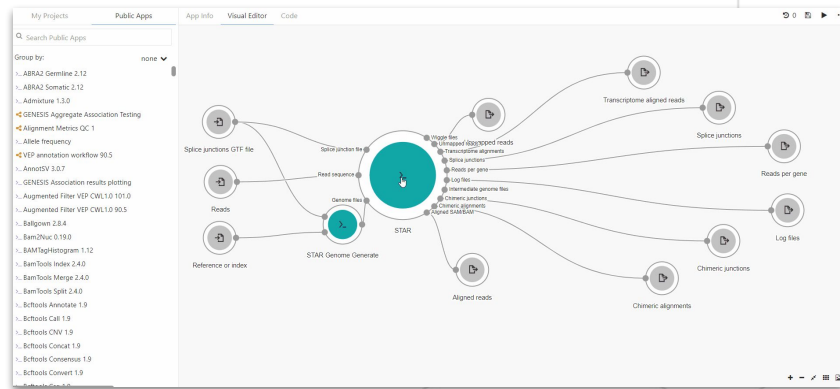 My Projects
Public Apps
App Info
Visual Editor
Code
0
Search Public Apps
Group by:
none
ABRA2 Germline 2.12
ABRA2 Somatic 2.12
Admixture 1.3.0
GENESIS Aggregate Association Testing
Alignment Metrics QC 1
Allele frequency
VEP annotation workflow 90.5
AnnotSV 3.0.7
GENESIS Association results plotting
Augmented Filter VEP CWL1.0 101.0
Augmented Filter VEP CWL1.0 90.5
Ballgown 2.8.4
Bam2Nuc 0.19.0
BAMTagHistogram 1.12
BamTools Index 2.4.0
BamTools Merge 2.4.0
BamTools Split 2.4.0
Bcftools Annotate 1.9
Bcftools Call 1.9
Bcftools CNV 1.9
Bcftools Concat 1.9
Bcftools Consensus 1.9
Bcftools Convert 1.9
Splice junctions GTF file
Reads
Reference or index
Splice junction file
Read sequence
Genome files
STAR Genome Generate
STAR
Wiggle files
Unmapped reads
Transcriptome alignments
Splice junctions
Reads per gene
Log files
Intermediate genome files
Chimeric junctions
Chimeric alignments
Aligned SAM/BAM
Transcriptome aligned reads
Splice junctions
Reads per gene
Log files
Chimeric junctions
Chimeric alignments
Aligned reads